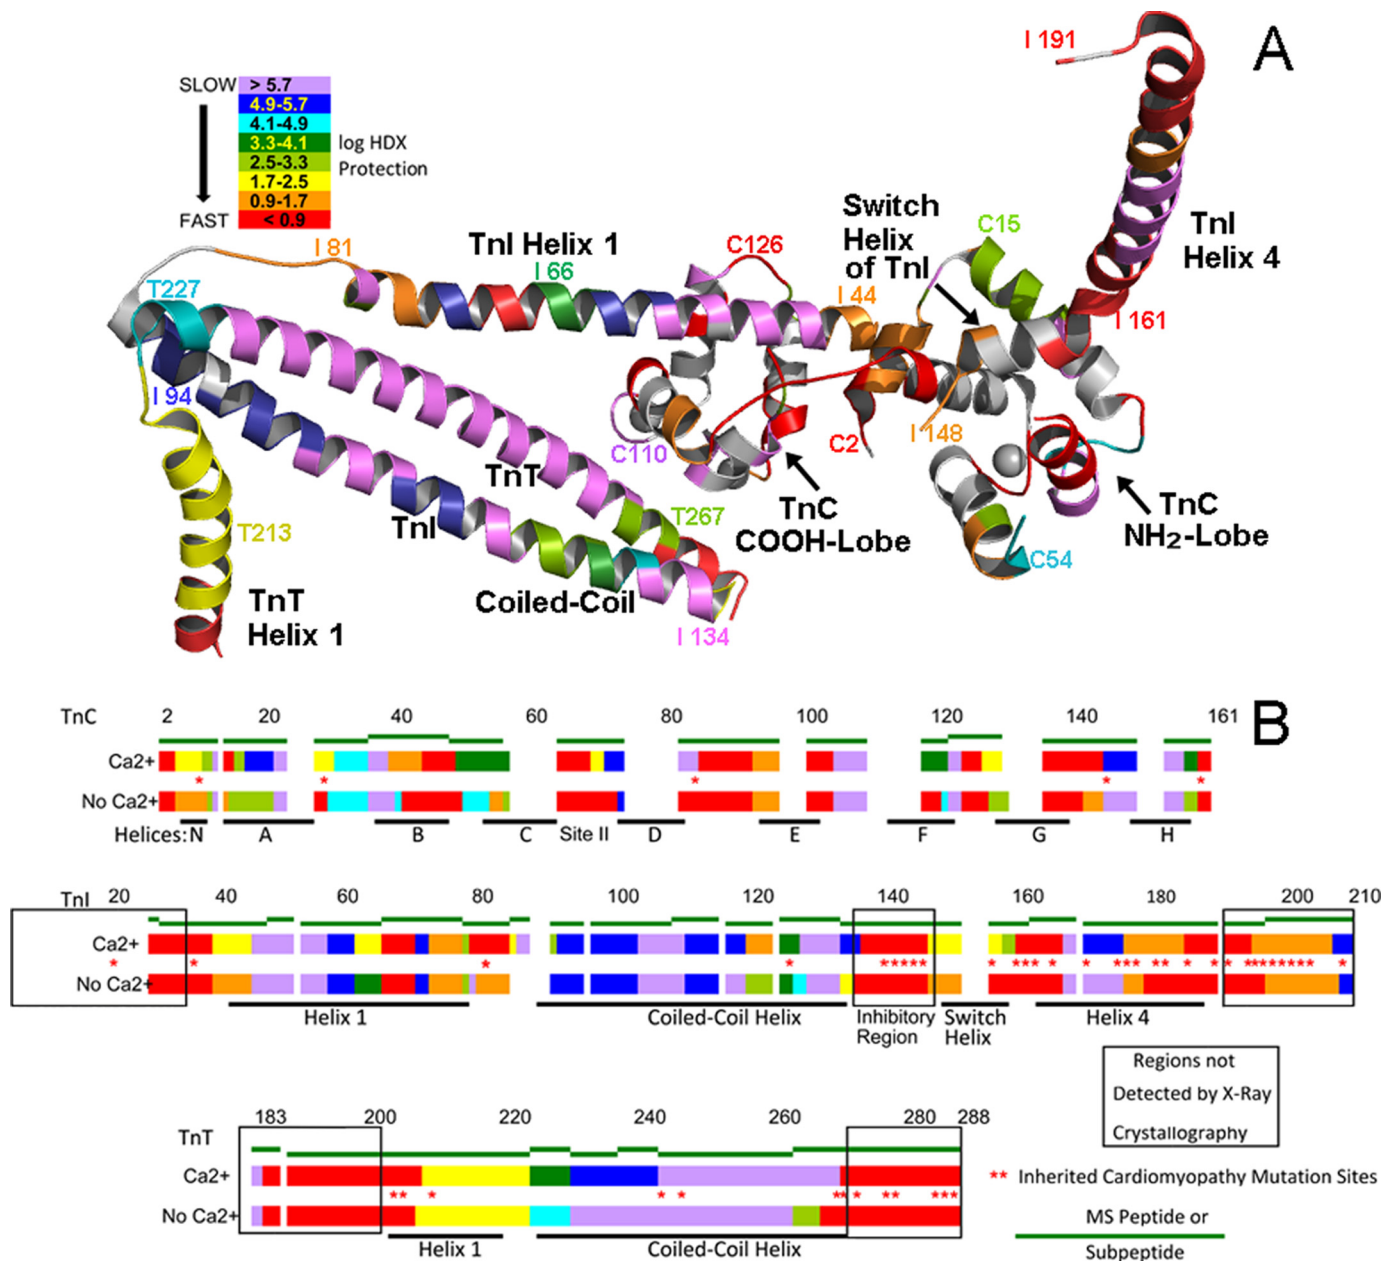 A
SLOW
> 5.7
4.9-5.7
4.1-4.9
3.3-4.1
2.5-3.3
1.7-2.5
0.9-1.7
< 0.9
FAST
log HDX
Protection
I 191
I 81
TnI Helix 1
I 66
C126
Switch
Helix
of TnI
C15
TnI
Helix 4
T227
I 44
I 161
I 94
C110
C2
I 148
TnT
TnI
T267
TnC
COOH-Lobe
TnC
NH2-Lobe
T213
C54
Coiled-Coil
TnT
Helix 1
I 134
B
TnC 2 20 40 60 80 100 120 140 161
Ca2+
* * * * *
No Ca2+
Helices: N A B C Site II D E F G H
TnI 20 40 60 80 100 120 140 160 180 200 210
Ca2+
No Ca2+
Helix 1 Coiled-Coil Helix Inhibitory Region Switch Helix Helix 4
Regions not
Detected by X-Ray
Crystallography
TnT 183 200 220 240 260 280 288
Ca2+
No Ca2+
Helix 1 Coiled-Coil Helix
** Inherited Cardiomyopathy Mutation Sites
MS Peptide or
Subpeptide